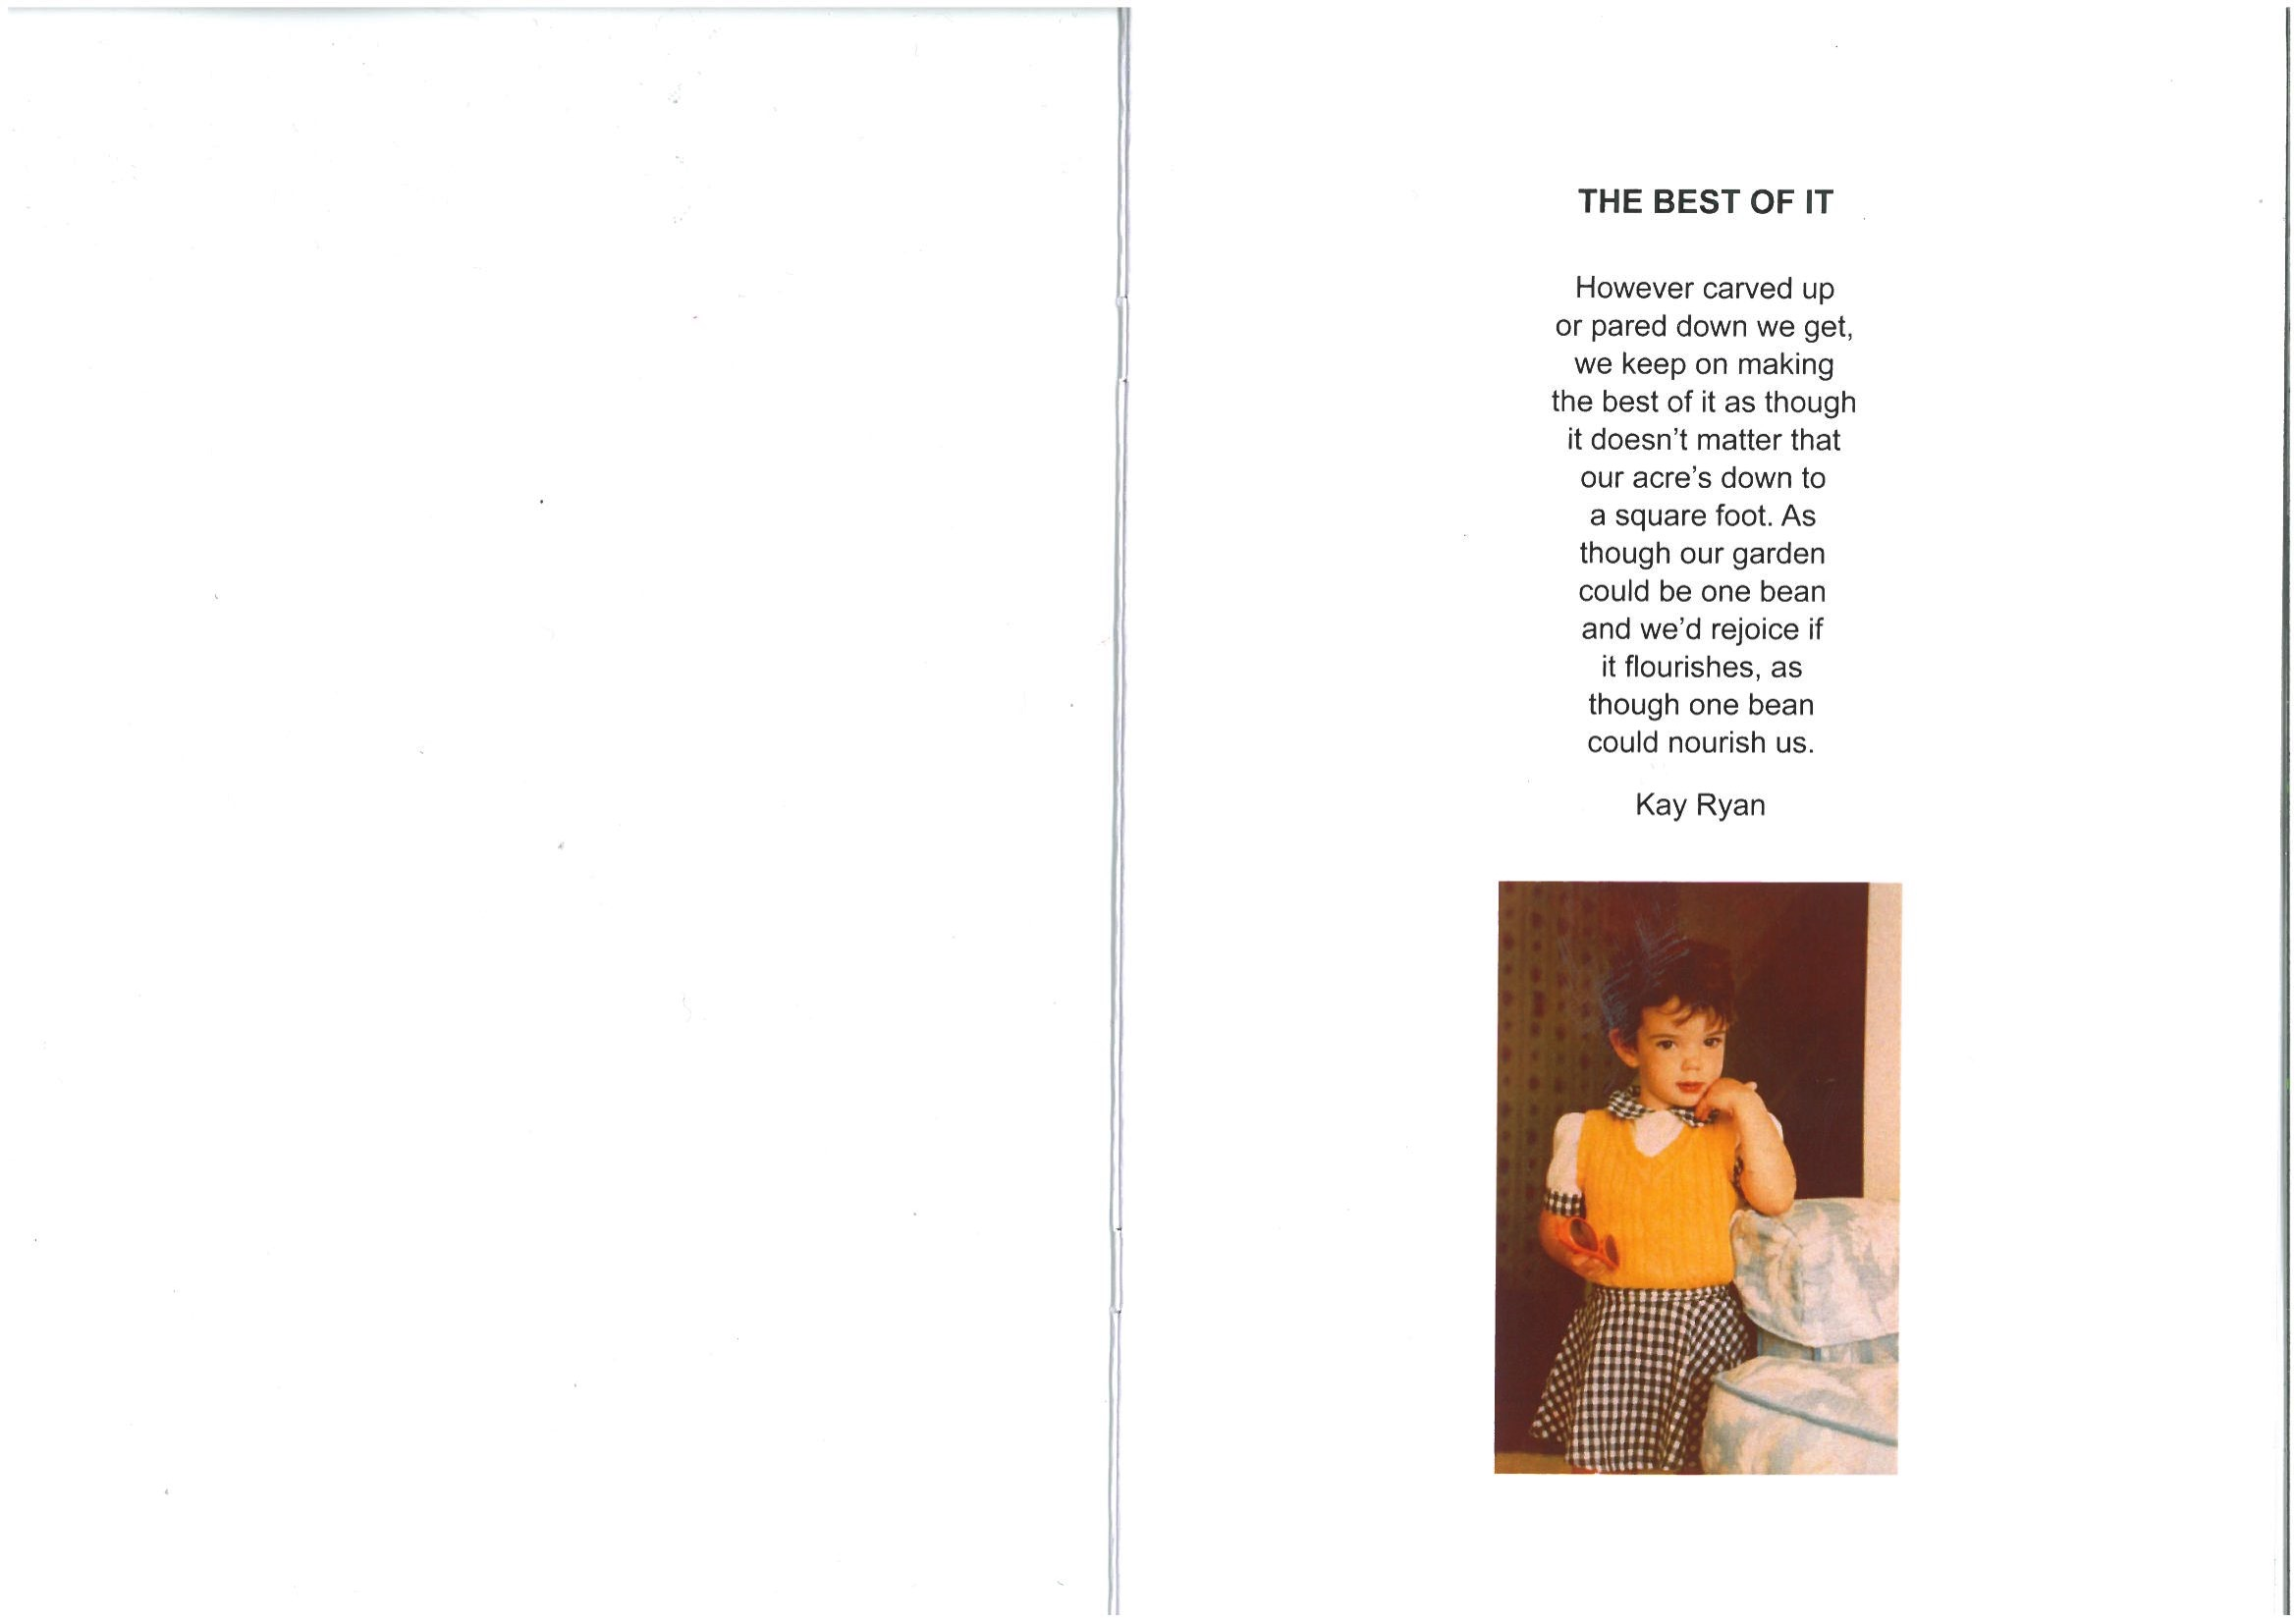 THE BEST OF IT
However carved up
or pared down we get,
we keep on making
the best of it as though
it doesn’t matter that
our acre’s down to
a square foot. As
though our garden
could be one bean
and we’d rejoice if
it flourishes, as
though one bean
could nourish us.
Kay Ryan